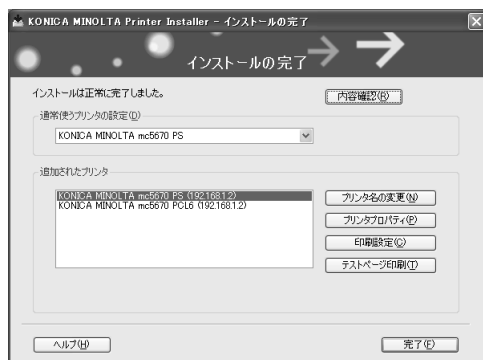 KONICA MINOLTA Printer Installer - インストールの完了
インストールの完了
インストールは正常に完了しました。
内容確認(R)
通常使うプリンタの設定(D)
KONICA MINOLTA mc5670 PS
追加されたプリンタ
KONICA MINOLTA mc5670 PS (192.168.1.2)
KONICA MINOLTA mc5670 PCL6 (192.168.1.2)
プリンタ名の変更(N)
プリンタプロパティ(P)
印刷設定(C)
テストページ印刷(T)
ヘルプ(H)
完了(F)